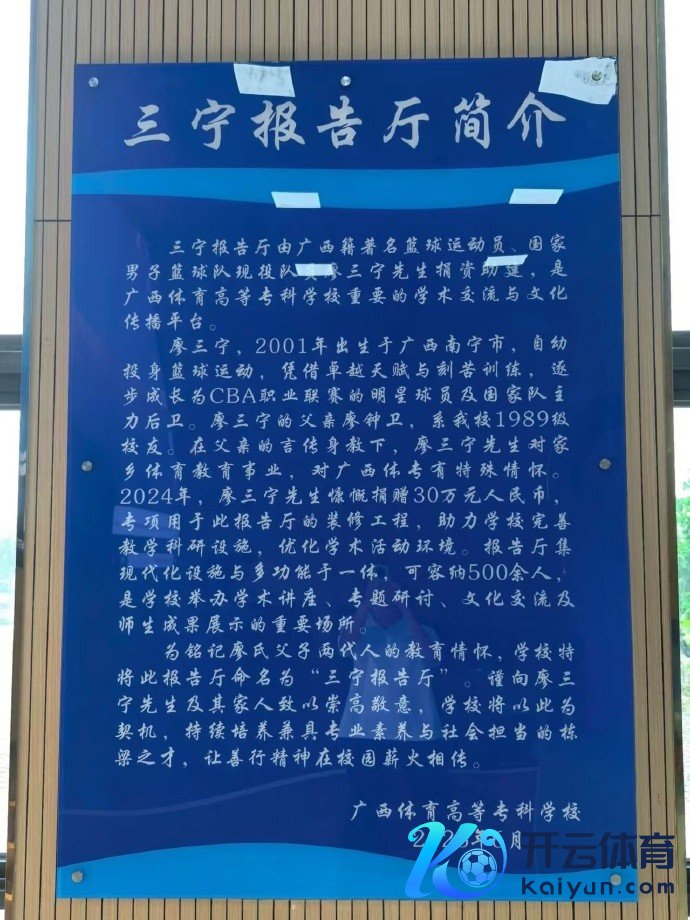 三宁报告厅简介
三宁报告厅由广西籍著名篮球运动员、国家
男子篮球队现役队员廖三宁先生捐资助建，是
广西体育高等专科学校重要的学术交流与文化
传播平台。
廖三宁，2001年出生于广西南宁市，自幼
投身篮球运动，凭借卓越天赋与刻苦训练，逐
步成长为CBA职业联赛的明星球员及国家队主
力后卫。廖三宁的父亲廖钟卫，系我校1989级
校友。在父亲的言传身教下，廖三宁先生对家
乡体育教育事业，对广西体专有特殊情怀。
2024年，廖三宁先生慷慨捐赠30万元人民币，
专项用于此报告厅的装修工程，助力学校完善
教学科研设施，优化学术活动环境。报告厅集
现代化设施与多功能于一体，可容纳500余人，
是学校举办学术讲座、专题研讨、文化交流及
师生成果展示的重要场所。
为铭记廖氏父子两代人的教育情怀，学校特
将此报告厅命名为“三宁报告厅”。谨向廖三
宁先生及其家人致以崇高敬意，学校将以此为
契机，持续培养兼具专业素养与社会担当的栋
梁之才，让善行精神在校园薪火相传。
广西体育高等专科学校
年 月
开云体育
kaiyun.com